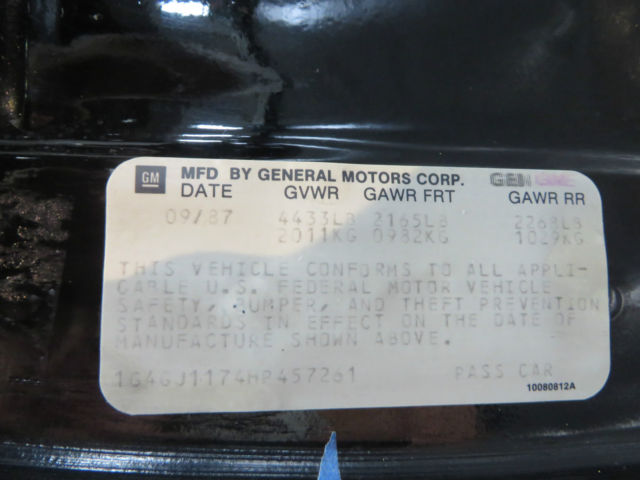 GM MFD BY GENERAL MOTORS CORP. GEN
DATE GVWR GAWR FRT GAWR RR
09/87 4433LB 2165LB 2268LB
2011KG 0982KG 1029KG
THIS VEHICLE CONFORMS TO ALL APPLI-
CABLE U.S. FEDERAL MOTOR VEHICLE
SAFETY, BUMPER, AND THEFT PREVENTION
STANDARDS IN EFFECT ON THE DATE OF
MANUFACTURE SHOWN ABOVE.
1G4GJ1174HP457261 PASS CAR
10080812A